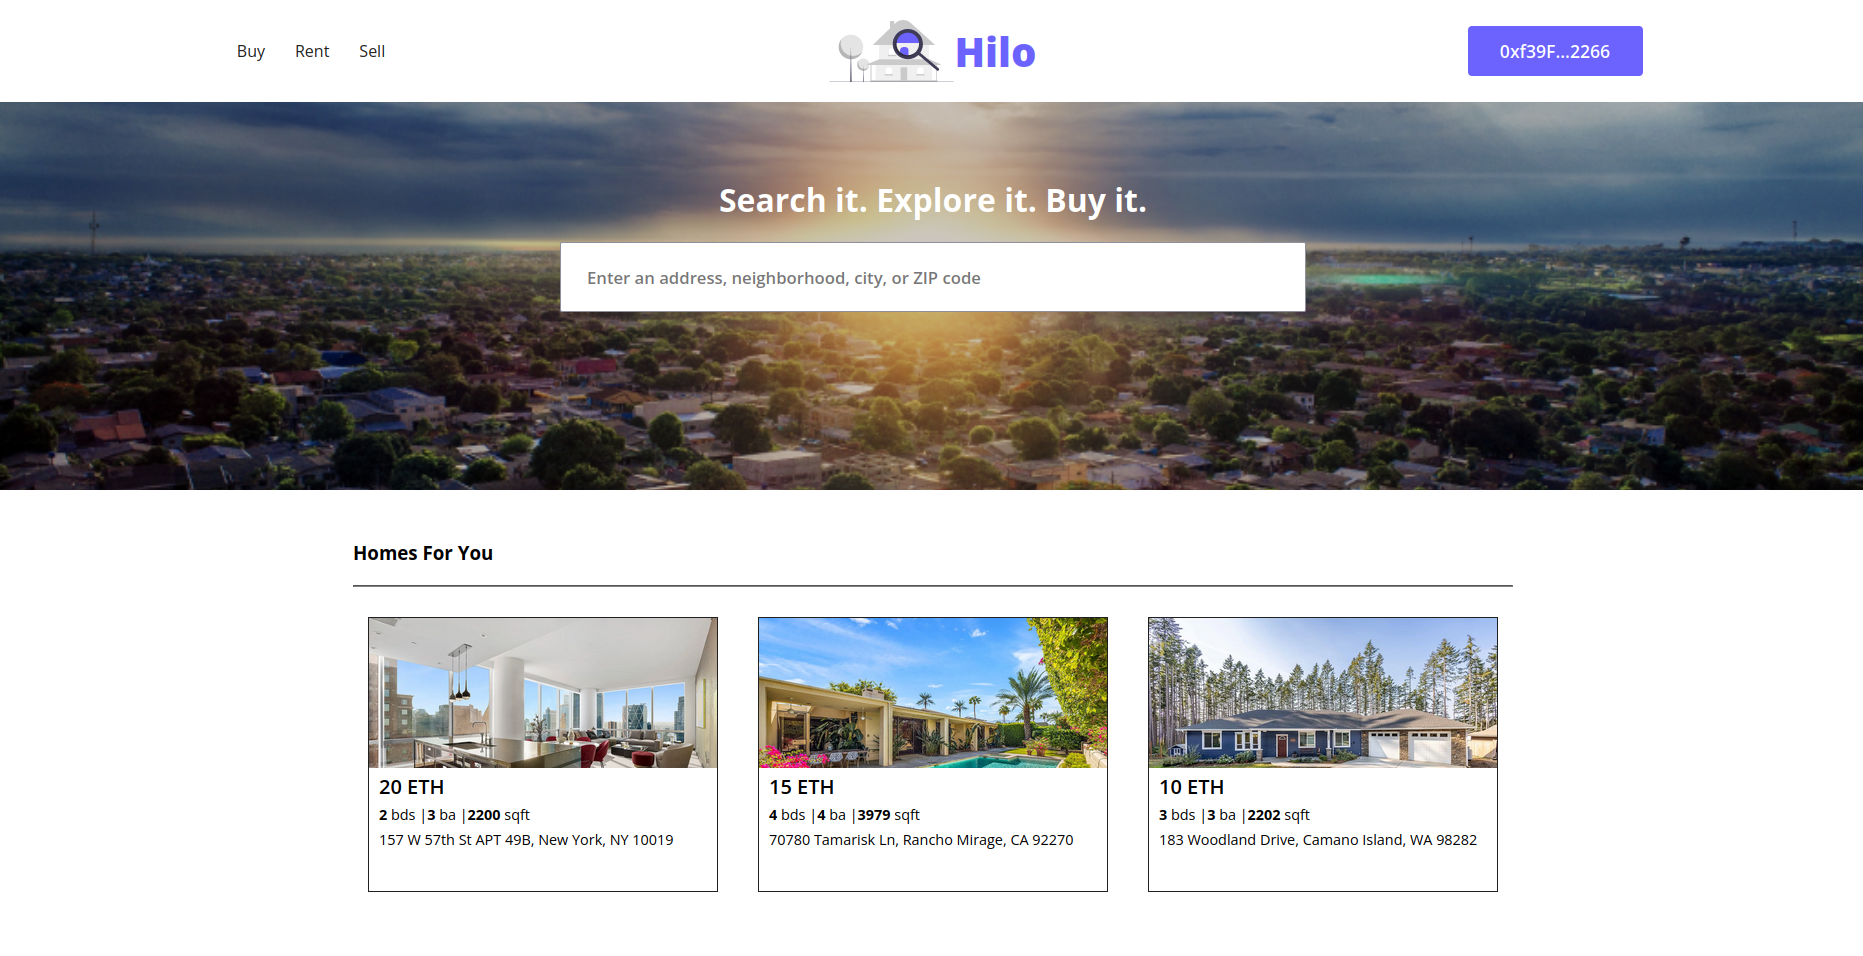 Buy Rent Sell
Hilo
0xf39F...2266
Search it. Explore it. Buy it.
Enter an address, neighborhood, city, or ZIP code
Homes For You
20 ETH
2 bds |3 ba |2200 sqft
157 W 57th St APT 49B, New York, NY 10019
15 ETH
4 bds |4 ba |3979 sqft
70780 Tamarisk Ln, Rancho Mirage, CA 92270
10 ETH
3 bds |3 ba |2202 sqft
183 Woodland Drive, Camano Island, WA 98282